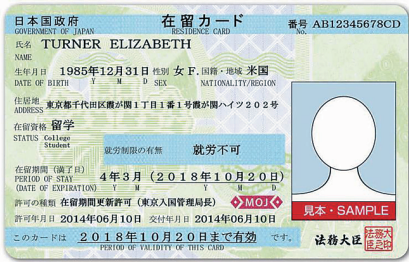 日本国政府 在留カード 番号 AB12345678CD
GOVERNMENT OF JAPAN RESIDENCE CARD No.
氏名 TURNER ELIZABETH
NAME
生年月日 1985年12月31日 性別 女 F. 国籍・地域 米国
DATE OF BIRTH Y M D SEX NATIONALITY/REGION
住居地 東京都千代田区霞が関1丁目1番1号霞が関ハイツ202号
ADDRESS
在留資格 留学
STATUS College Student
就労制限の有無 就労不可
在留期間(満了日) 4年3月(2018年10月20日)
PERIOD OF STAY
(DATE OF EXPIRATION) Y M Y M D
許可の種類 在留期間更新許可(東京入国管理局長) MOJ
許可年月日 2014年06月10日 交付年月日 2014年06月10日
このカードは 2018年10月20日まで有効 です。
PERIOD OF VALIDITY OF THIS CARD
見本・SAMPLE
法務大臣